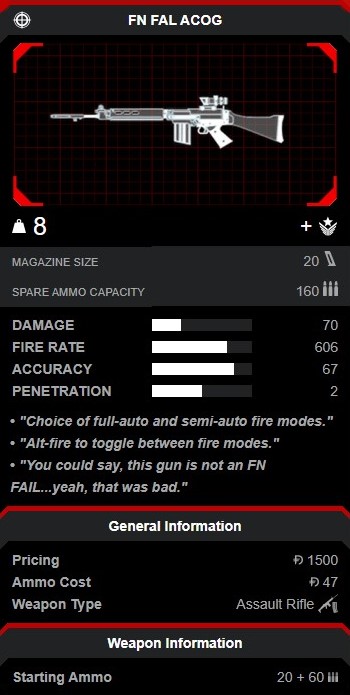 FN FAL ACOG
8 +
MAGAZINE SIZE 20
SPARE AMMO CAPACITY 160
DAMAGE 70
FIRE RATE 606
ACCURACY 67
PENETRATION 2
• "Choice of full-auto and semi-auto fire modes."
• "Alt-fire to toggle between fire modes."
• "You could say, this gun is not an FN
FAIL...yeah, that was bad."
General Information
Pricing 1500
Ammo Cost 47
Weapon Type Assault Rifle
Weapon Information
Starting Ammo 20 + 60